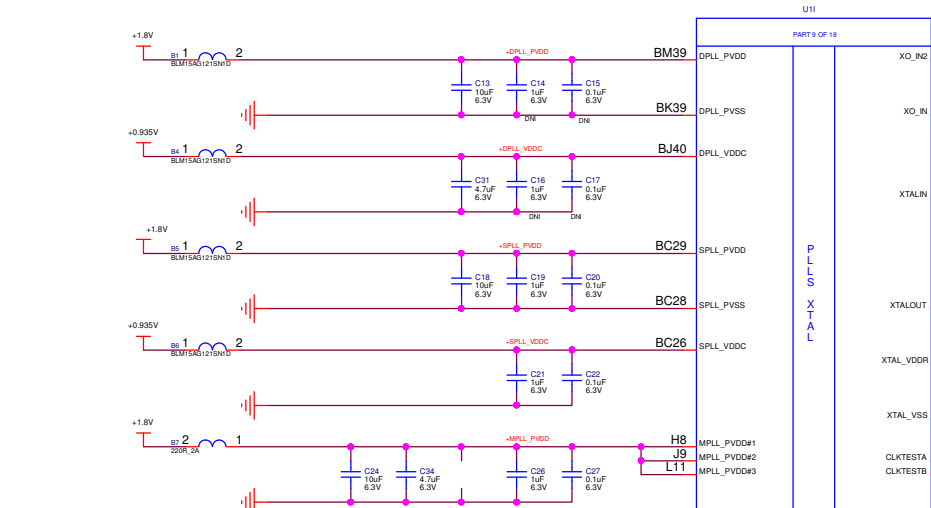 U1I
PART 9 OF 18
+1.8V
B1 1 2
BLM15AG121SN1D
+DPLL_PVDD
BM39 DPLL_PVDD
XO_IN2
C13
10uF
6.3V
C14
1uF
6.3V
C15
0.1uF
6.3V
DNI
DNI
BK39 DPLL_PVSS
XO_IN
+0.935V
B4 1 2
BLM15AG121SN1D
+DPLL_VDDC
BJ40 DPLL_VDDC
C31
4.7uF
6.3V
C16
1uF
6.3V
C17
0.1uF
6.3V
DNI
DNI
XTALIN
+1.8V
B5 1 2
BLM15AG121SN1D
+SPLL_PVDD
BC29 SPLL_PVDD
C18
10uF
6.3V
C19
1uF
6.3V
C20
0.1uF
6.3V
BC28 SPLL_PVSS
PLLS XTAL
XTALOUT
+0.935V
B6 1 2
BLM15AG121SN1D
+SPLL_VDDC
BC26 SPLL_VDDC
C21
1uF
6.3V
C22
0.1uF
6.3V
XTAL_VDDR
XTAL_VSS
+1.8V
B7 2 1
220R_2A
+MPLL_PVDD
H8 MPLL_PVDD#1
J9 MPLL_PVDD#2
L11 MPLL_PVDD#3
CLKTESTA
CLKTESTB
C24
10uF
6.3V
C34
4.7uF
6.3V
C26
1uF
6.3V
C27
0.1uF
6.3V